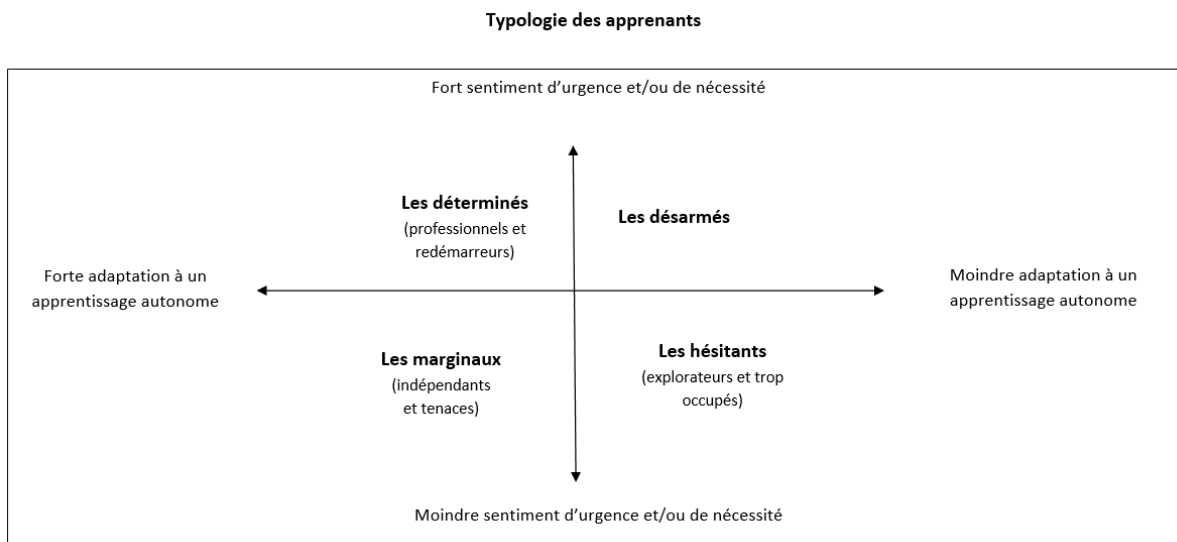 Typologie des apprenants
Fort sentiment d’urgence et/ou de nécessité
Les déterminés
(professionnels et
redémarreurs)
Les désarmés
Forte adaptation à un
apprentissage autonome
Moindre adaptation à un
apprentissage autonome
Les marginaux
(indépendants
et tenaces)
Les hésitants
(explorateurs et trop
occupés)
Moindre sentiment d’urgence et/ou de nécessité